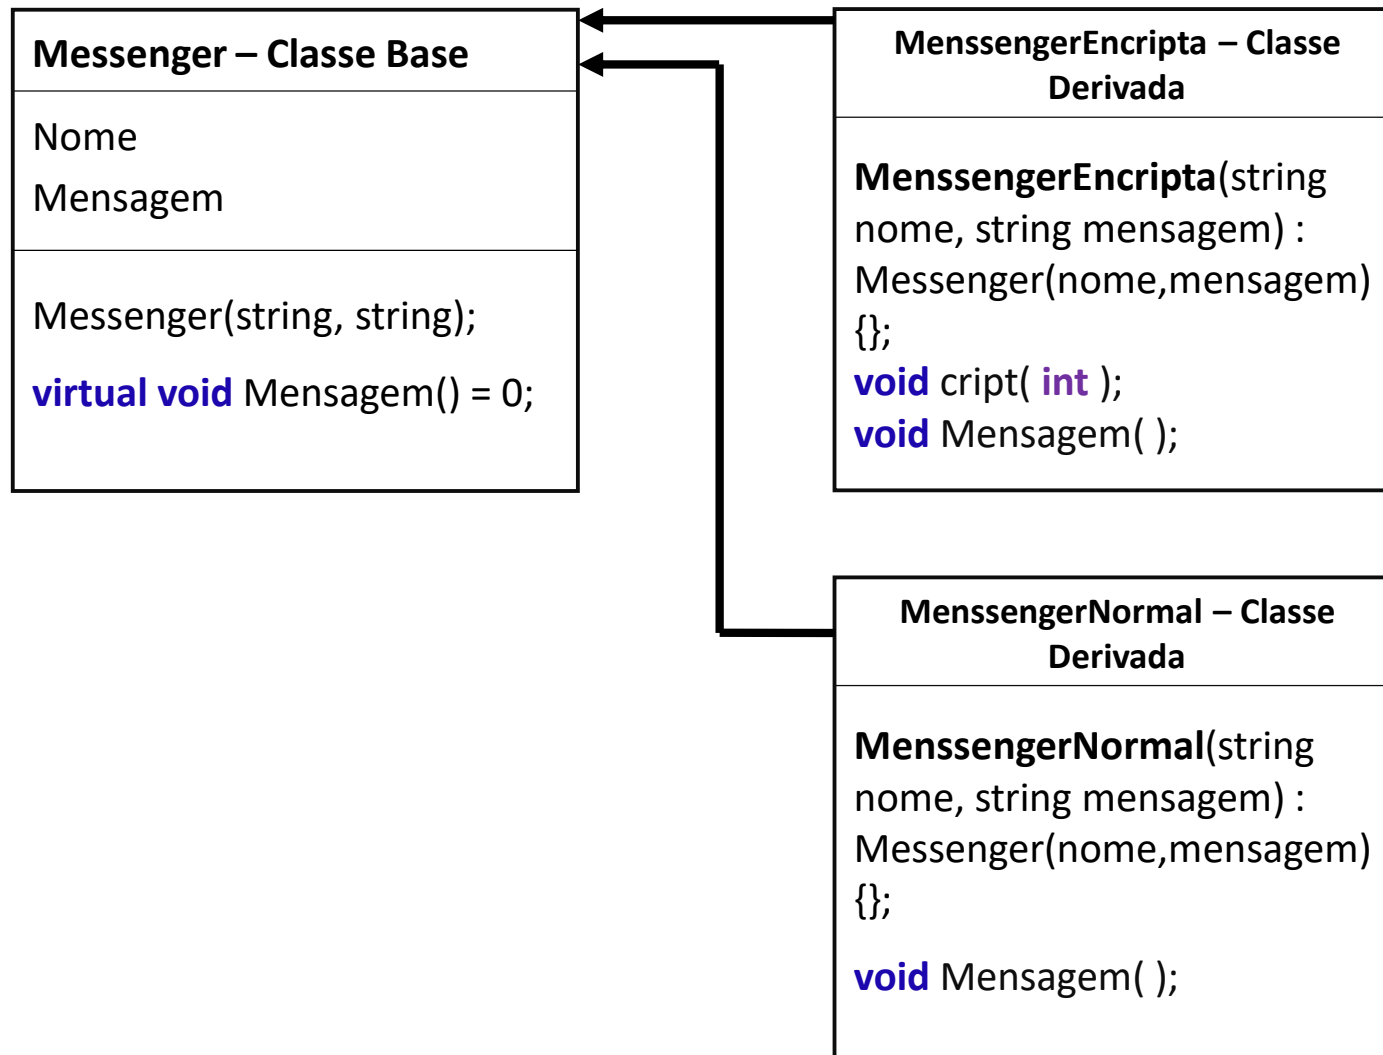 Messenger – Classe Base
Nome
Mensagem
Messenger(string, string);
virtual void Mensagem() = 0;
MenssengerEncripta – Classe
Derivada
MenssengerEncripta(string
nome, string mensagem) :
Messenger(nome,mensagem)
{};
void cript( int );
void Mensagem( );
MenssengerNormal – Classe
Derivada
MenssengerNormal(string
nome, string mensagem) :
Messenger(nome,mensagem)
{};
void Mensagem( );